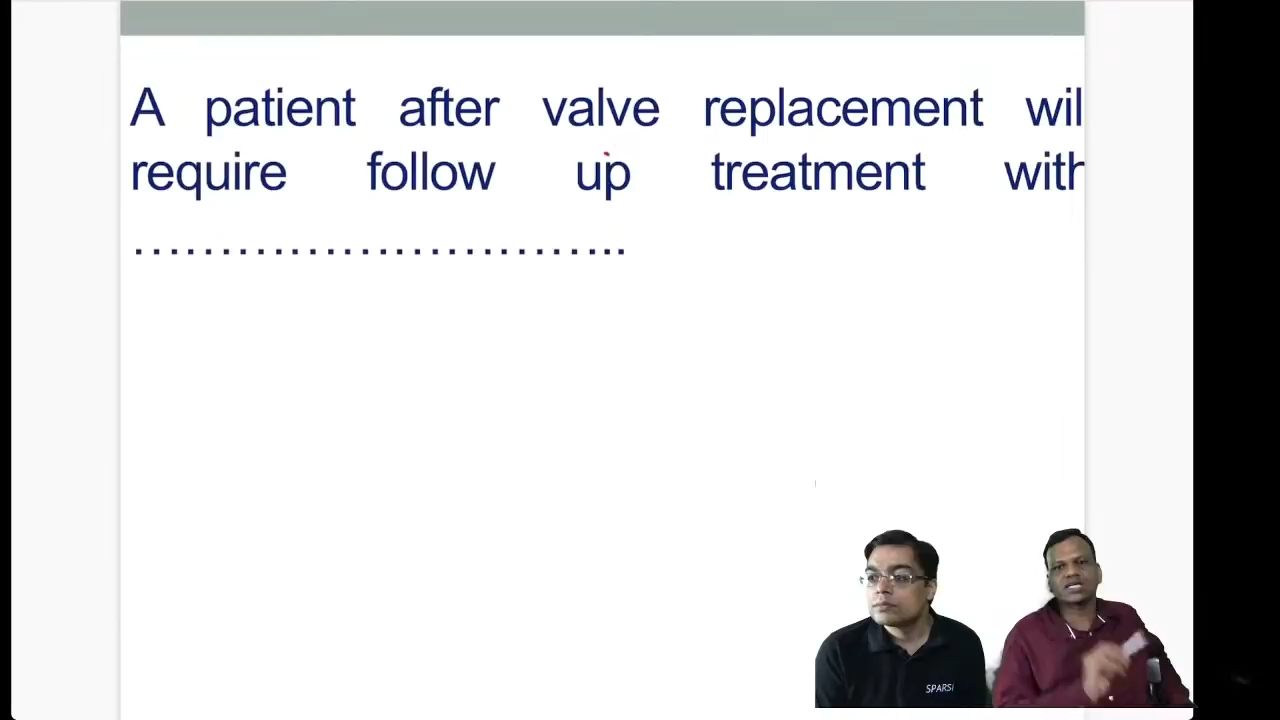 A patient after valve replacement wil
require follow up treatment with
…………………………..
SPARSH